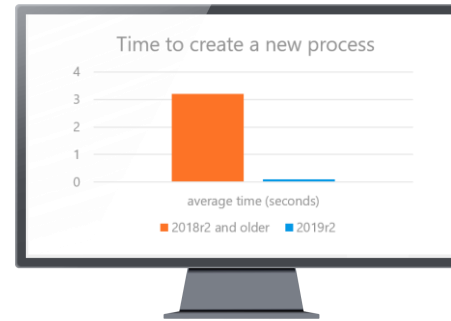 Time to create a new process
4
3
2
1
0
average time (seconds)
2018r2 and older 2019r2